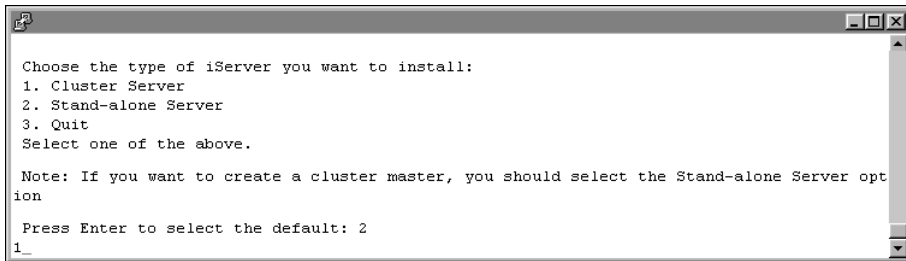 Choose the type of iServer you want to install:
1. Cluster Server
2. Stand-alone Server
3. Quit
Select one of the above.
Note: If you want to create a cluster master, you should select the Stand-alone Server opt
ion
Press Enter to select the default: 2
1_